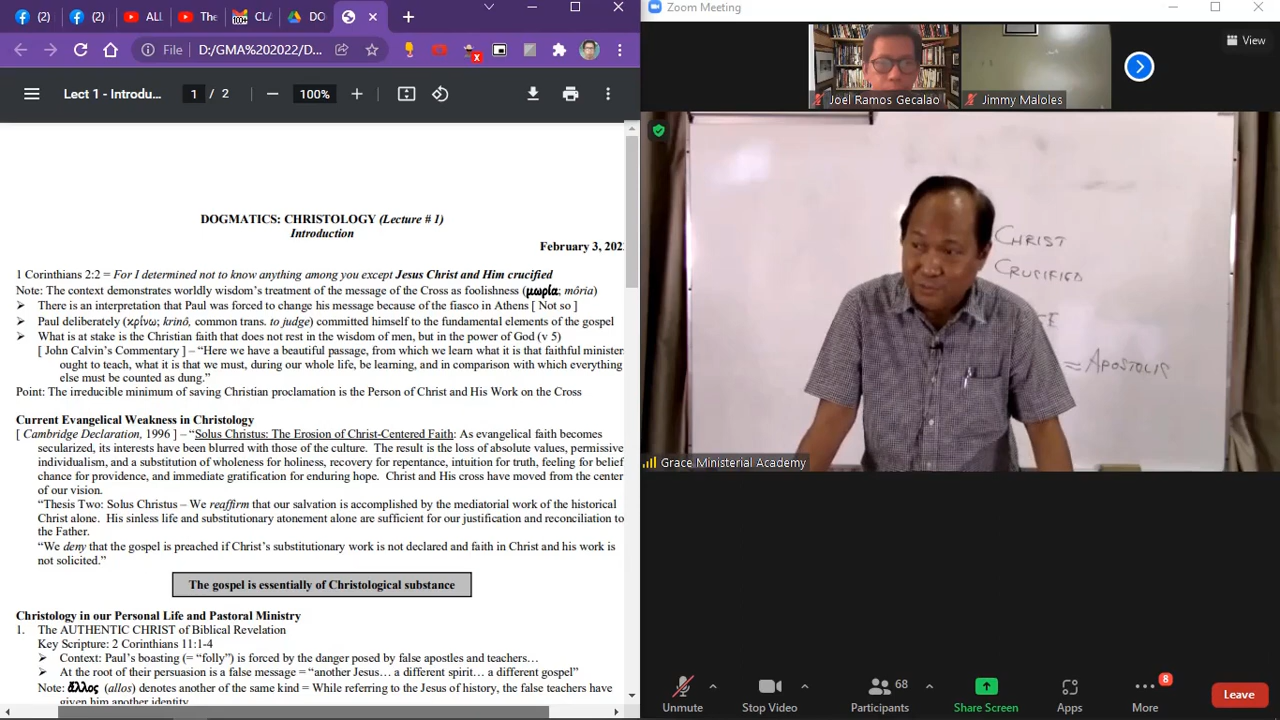 (2)
(2)
ALL
The
100+
CLA
DO
File
D:/GMA%202022/D...
Lect 1 - Introdu...
1 / 2
100%
DOGMATICS: CHRISTOLOGY (Lecture # 1)
Introduction
February 3, 202
1 Corinthians 2:2 = For I determined not to know anything among you except Jesus Christ and Him crucified
Note: The context demonstrates worldly wisdom's treatment of the message of the Cross as foolishness (μωρία; mória)
➢ There is an interpretation that Paul was forced to change his message because of the fiasco in Athens [ Not so ]
➢ Paul deliberately (κρίνω; krinō, common trans. to judge) committed himself to the fundamental elements of the gospel
➢ What is at stake is the Christian faith that does not rest in the wisdom of men, but in the power of God (v 5)
[ John Calvin's Commentary ] – “Here we have a beautiful passage, from which we learn what it is that faithful minister
ought to teach, what it is that we must, during our whole life, be learning, and in comparison with which everything
else must be counted as dung.”
Point: The irreducible minimum of saving Christian proclamation is the Person of Christ and His Work on the Cross
Current Evangelical Weakness in Christology
[ Cambridge Declaration, 1996 ] – “Solus Christus: The Erosion of Christ-Centered Faith: As evangelical faith becomes
secularized, its interests have been blurred with those of the culture. The result is the loss of absolute values, permissive
individualism, and a substitution of wholeness for holiness, recovery for repentance, intuition for truth, feeling for belief
chance for providence, and immediate gratification for enduring hope. Christ and His cross have moved from the center
of our vision.
“Thesis Two: Solus Christus – We reaffirm that our salvation is accomplished by the mediatorial work of the historical
Christ alone. His sinless life and substitutionary atonement alone are sufficient for our justification and reconciliation to
the Father.
“We deny that the gospel is preached if Christ's substitutionary work is not declared and faith in Christ and his work is
not solicited.”
The gospel is essentially of Christological substance
Christology in our Personal Life and Pastoral Ministry
1. The AUTHENTIC CHRIST of Biblical Revelation
Key Scripture: 2 Corinthians 11:1-4
➢ Context: Paul's boasting (= “folly”) is forced by the danger posed by false apostles and teachers…
➢ At the root of their persuasion is a false message = “another Jesus… a different spirit… a different gospel”
Note: ἄλλος (allos) denotes another of the same kind = While referring to the Jesus of history, the false teachers have
given him another identity
Zoom Meeting
View
Joel Ramos Gecalao
Jimmy Maloles
CHRIST
CRUCIFIED
= APOSTOLIC
Grace Ministerial Academy
Unmute
Stop Video
68
Participants
Share Screen
Apps
8
More
Leave